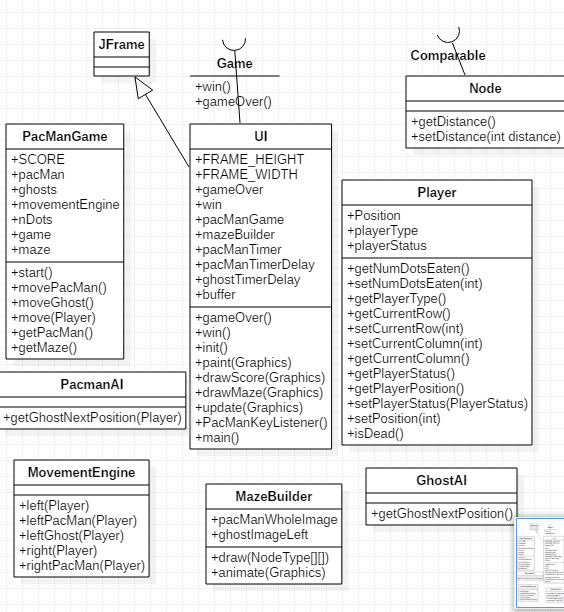 JFrame
Game
+win()
+gameOver()
Comparable
Node
+getDistance()
+setDistance(int distance)
PacManGame
+SCORE
+pacMan
+ghosts
+movementEngine
+nDots
+game
+maze
+start()
+movePacMan()
+moveGhost()
+move(Player)
+getPacMan()
+getMaze()
UI
+FRAME_HEIGHT
+FRAME_WIDTH
+gameOver
+win
+pacManGame
+mazeBuilder
+pacManTimer
+pacManTimerDelay
+ghostTimerDelay
+buffer
+gameOver()
+win()
+init()
+paint(Graphics)
+drawScore(Graphics)
+drawMaze(Graphics)
+update(Graphics)
+PacManKeyListener()
+main()
Player
+Position
+playerType
+playerStatus
+getNumDotsEaten()
+setNumDotsEaten(int)
+getPlayerType()
+getCurrentRow()
+setCurrentRow(int)
+setCurrentColumn(int)
+getCurrentColumn()
+getPlayerStatus()
+getPlayerPosition()
+setPlayerStatus(PlayerStatus)
+setPosition(int)
+isDead()
PacmanAI
+getGhostNextPosition(Player)
MovementEngine
+left(Player)
+leftPacMan(Player)
+leftGhost(Player)
+right(Player)
+rightPacMan(Player)
MazeBuilder
+pacManWholeImage
+ghostImageLeft
+draw(NodeType[][])
+animate(Graphics)
GhostAI
+getGhostNextPosition()